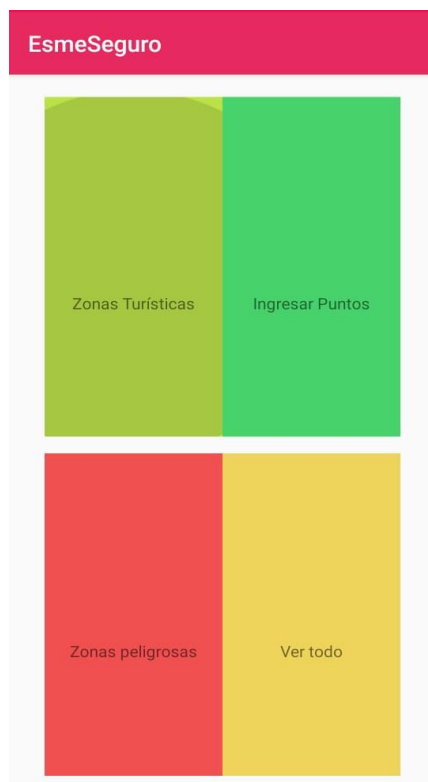 EsmeSeguro
Zonas Turísticas
Ingresar Puntos
Zonas peligrosas
Ver todo